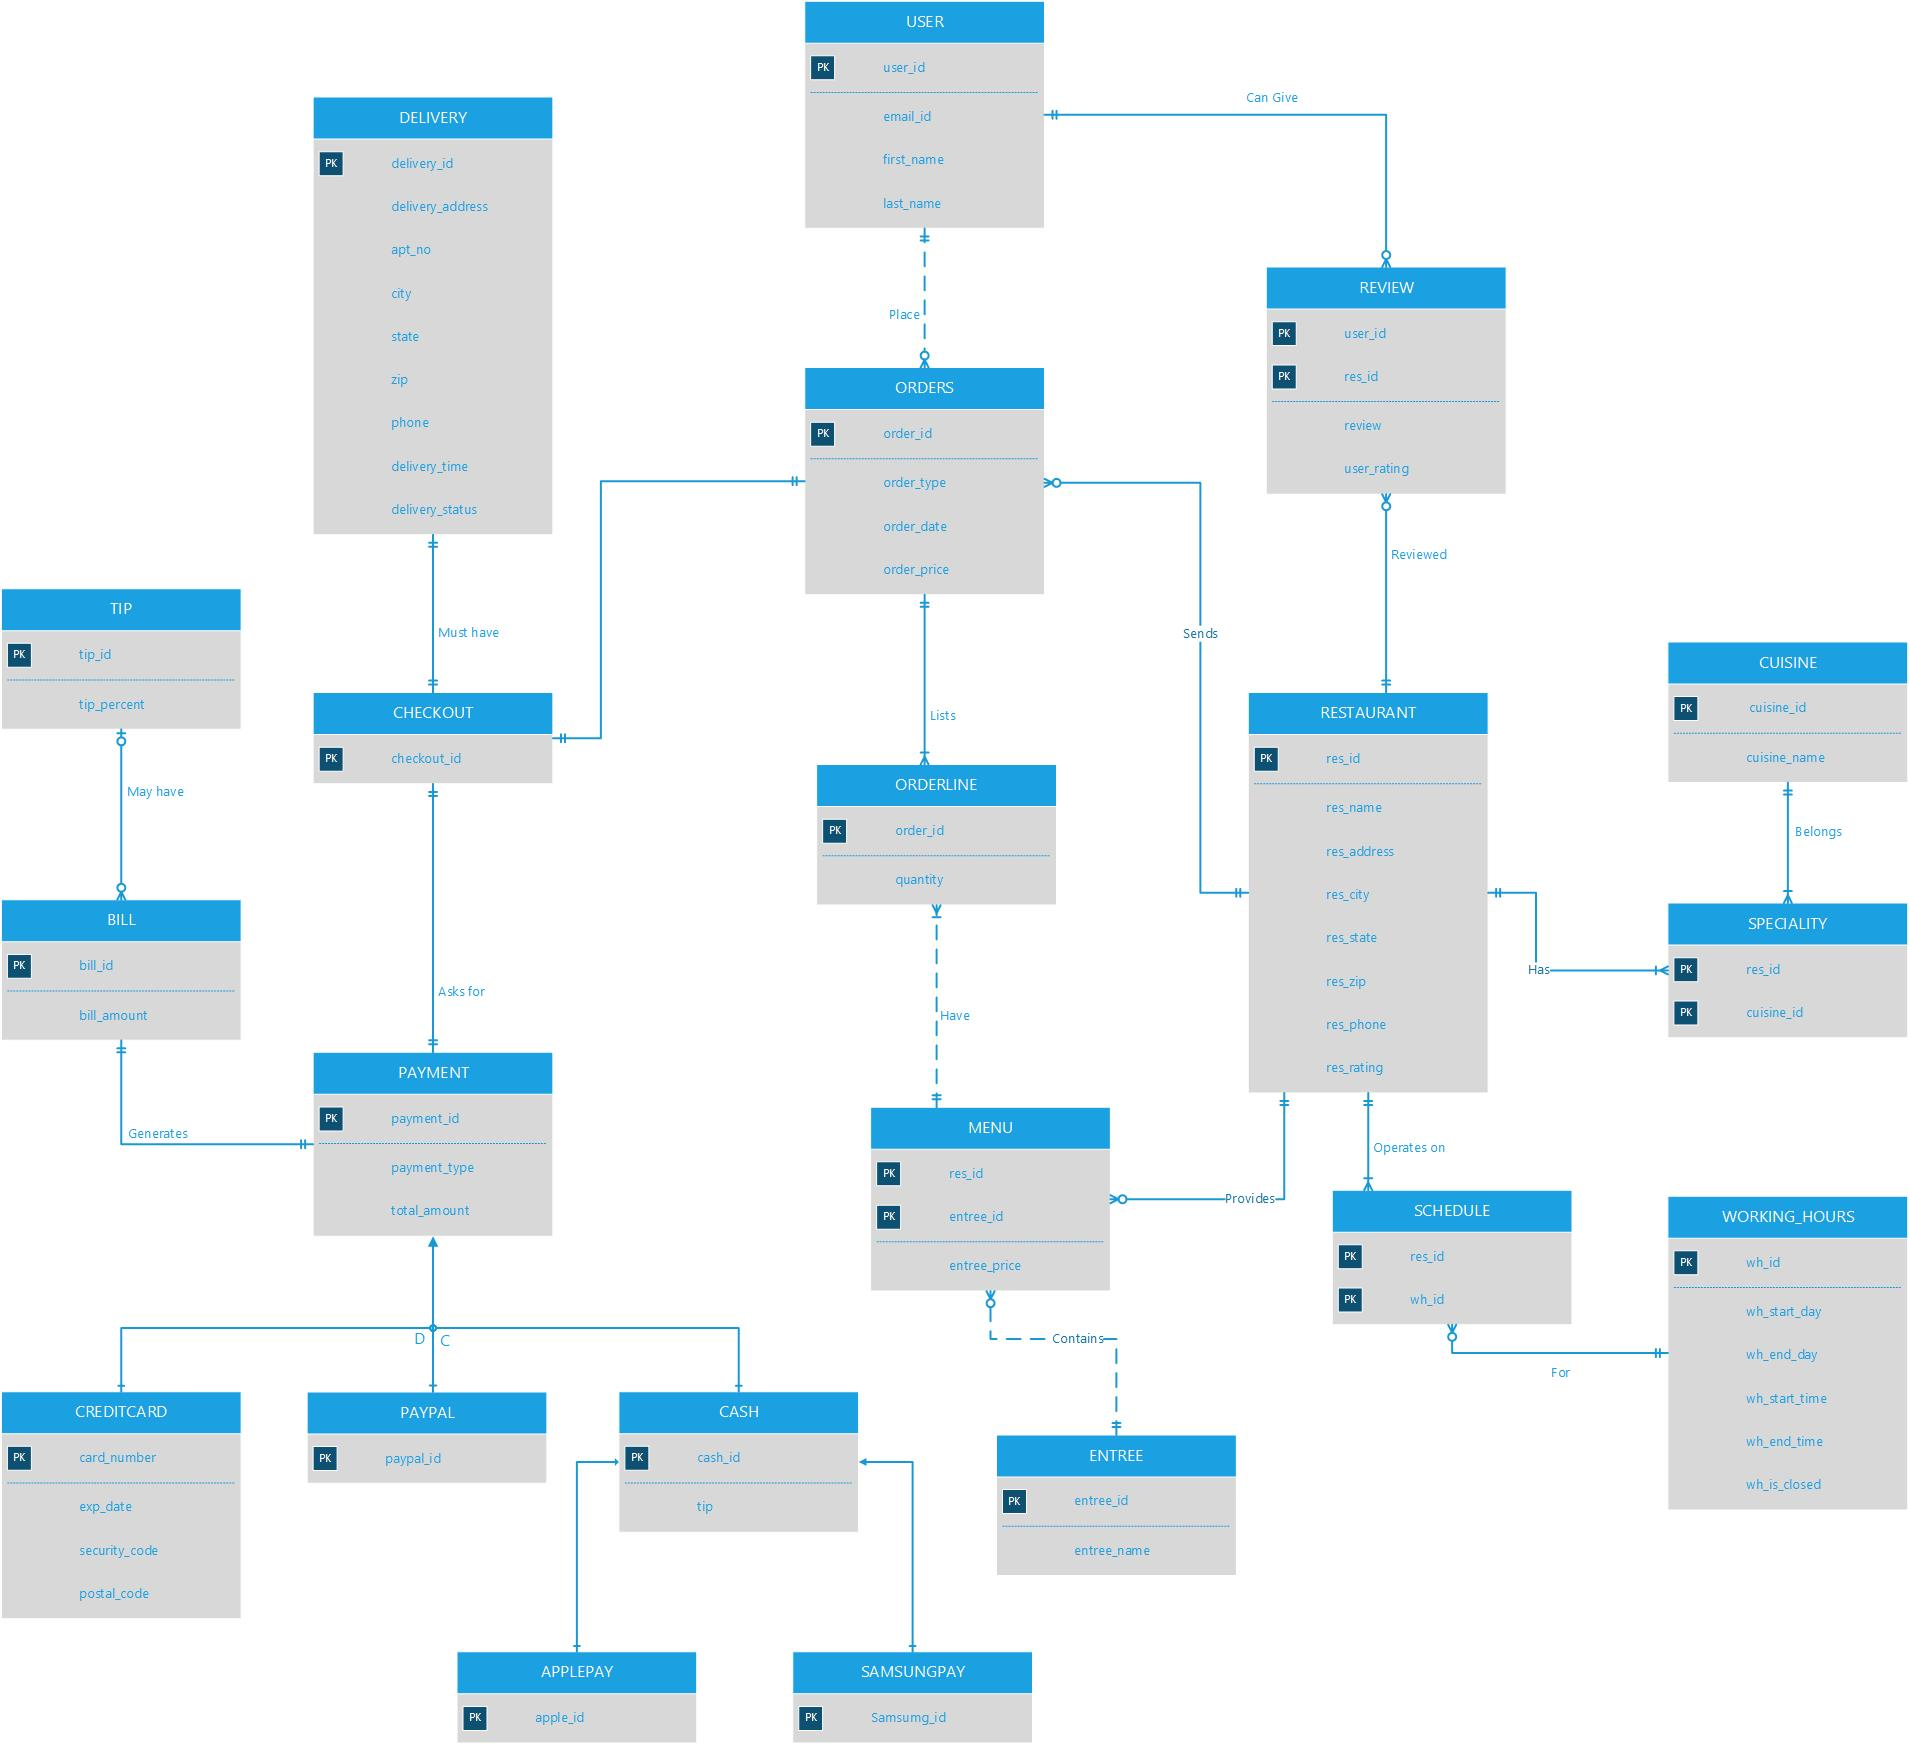 USER
PK user_id
email_id
first_name
last_name
Can Give
DELIVERY
PK delivery_id
delivery_address
apt_no
city
state
zip
phone
delivery_time
delivery_status
Place
REVIEW
PK user_id
PK res_id
review
user_rating
ORDERS
PK order_id
order_type
order_date
order_price
Reviewed
Must have
Sends
TIP
PK tip_id
tip_percent
CHECKOUT
PK checkout_id
Lists
RESTAURANT
PK res_id
res_name
res_address
res_city
res_state
res_zip
res_phone
res_rating
CUISINE
PK cuisine_id
cuisine_name
May have
ORDERLINE
PK order_id
quantity
Belongs
BILL
PK bill_id
bill_amount
Has
SPECIALITY
PK res_id
PK cuisine_id
Asks for
Have
Generates
PAYMENT
PK payment_id
payment_type
total_amount
MENU
PK res_id
PK entree_id
entree_price
Provides
Operates on
SCHEDULE
PK res_id
PK wh_id
WORKING_HOURS
PK wh_id
wh_start_day
wh_end_day
wh_start_time
wh_end_time
wh_is_closed
For
D C
Contains
CREDITCARD
PK card_number
exp_date
security_code
postal_code
PAYPAL
PK paypal_id
CASH
PK cash_id
tip
ENTREE
PK entree_id
entree_name
APPLEPAY
PK apple_id
SAMSUNGPAY
PK Samsumg_id